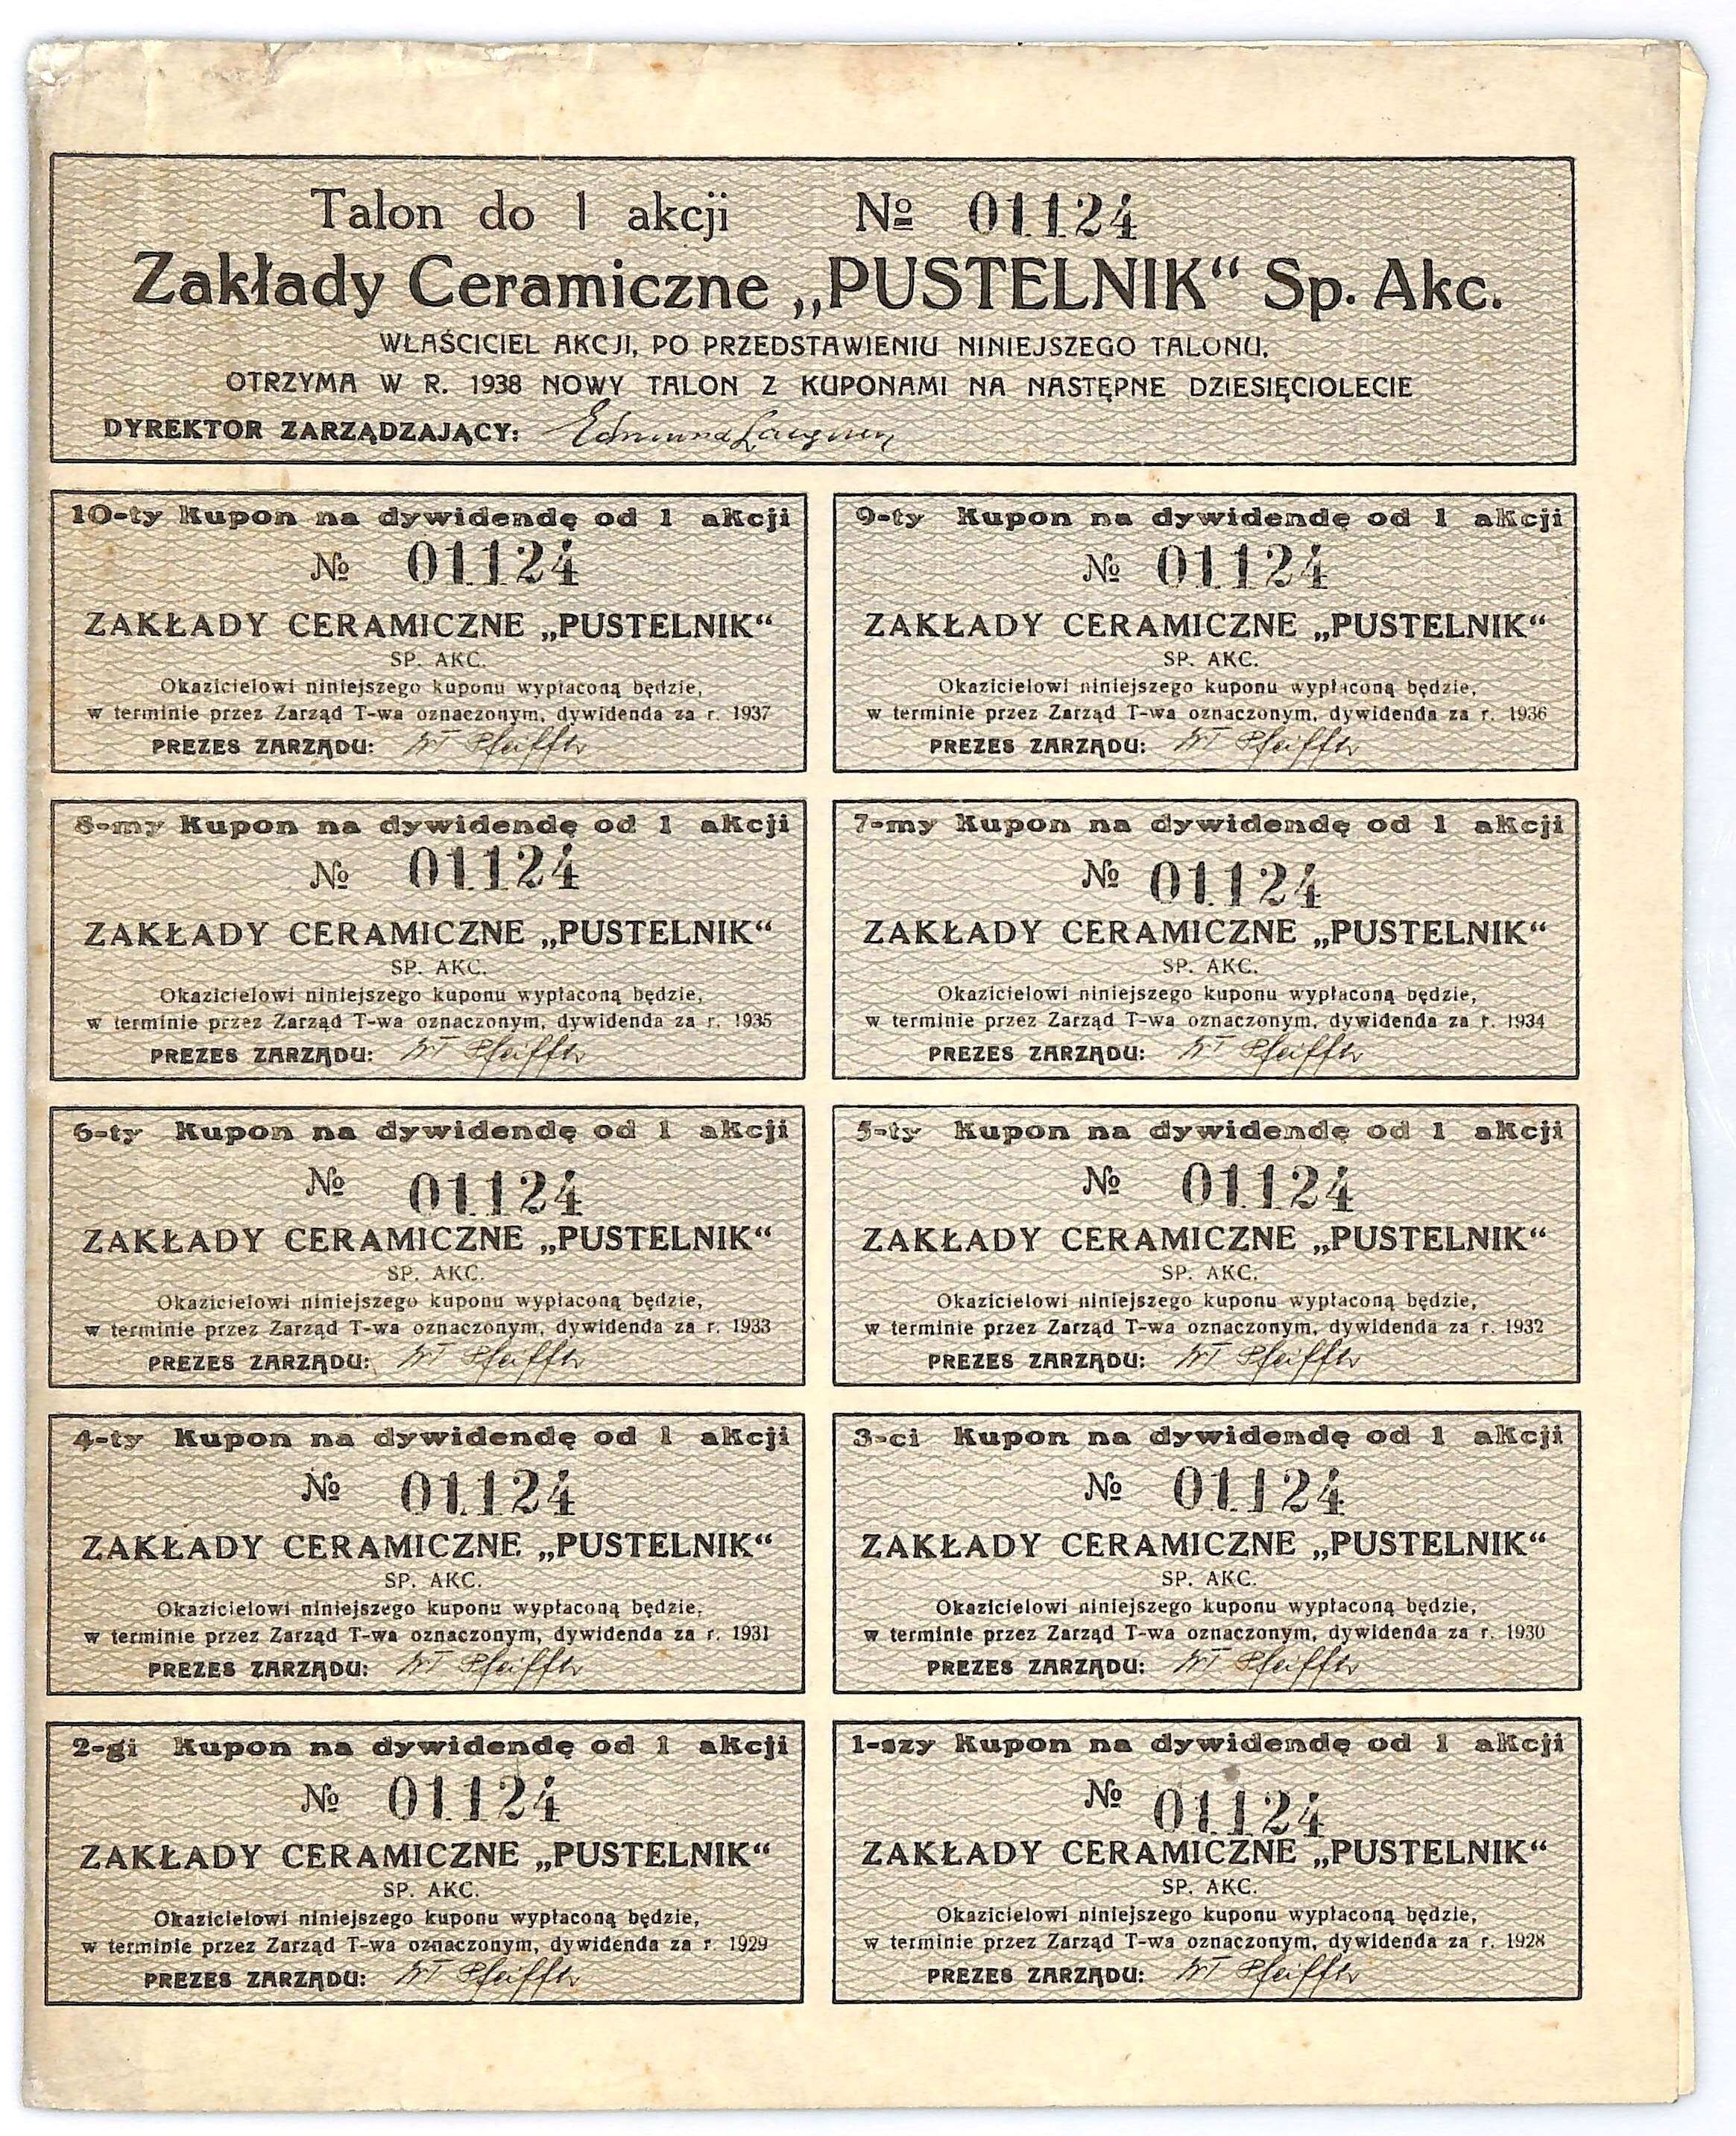 Talon do 1 akcji № 01124
Zakłady Ceramiczne „PUSTELNIK“ Sp. Akc.
WŁAŚCICIEL AKCJI, PO PRZEDSTAWIENIU NINIEJSZEGO TALONU,
OTRZYMA W R. 1938 NOWY TALON Z KUPONAMI NA NASTĘPNE DZIESIĘCIOLECIE
DYREKTOR ZARZĄDZAJĄCY: Edmund
10-ty Kupon na dywidendę od 1 akcji
№ 01124
ZAKŁADY CERAMICZNE „PUSTELNIK“
SP. AKC.
Okazicielowi niniejszego kuponu wypłaconą będzie,
w terminie przez Zarząd T-wa oznaczonym, dywidenda za r. 1937
PREZES ZARZĄDU: Pfeiffer
9-ty Kupon na dywidendę od 1 akcji
№ 01124
ZAKŁADY CERAMICZNE „PUSTELNIK“
SP. AKC.
Okazicielowi niniejszego kuponu wypłaconą będzie,
w terminie przez Zarząd T-wa oznaczonym, dywidenda za r. 1936
PREZES ZARZĄDU: Pfeiffer
8-my Kupon na dywidendę od 1 akcji
№ 01124
ZAKŁADY CERAMICZNE „PUSTELNIK“
SP. AKC.
Okazicielowi niniejszego kuponu wypłaconą będzie,
w terminie przez Zarząd T-wa oznaczonym, dywidenda za r. 1935
PREZES ZARZĄDU: Pfeiffer
7-my Kupon na dywidendę od 1 akcji
№ 01124
ZAKŁADY CERAMICZNE „PUSTELNIK“
SP. AKC.
Okazicielowi niniejszego kuponu wypłaconą będzie,
w terminie przez Zarząd T-wa oznaczonym, dywidenda za r. 1934
PREZES ZARZĄDU: Pfeiffer
6-ty Kupon na dywidendę od 1 akcji
№ 01124
ZAKŁADY CERAMICZNE „PUSTELNIK“
SP. AKC.
Okazicielowi niniejszego kuponu wypłaconą będzie,
w terminie przez Zarząd T-wa oznaczonym, dywidenda za r. 1933
PREZES ZARZĄDU: Pfeiffer
5-ty Kupon na dywidendę od 1 akcji
№ 01124
ZAKŁADY CERAMICZNE „PUSTELNIK“
SP. AKC.
Okazicielowi niniejszego kuponu wypłaconą będzie,
w terminie przez Zarząd T-wa oznaczonym, dywidenda za r. 1932
PREZES ZARZĄDU: Pfeiffer
4-ty Kupon na dywidendę od 1 akcji
№ 01124
ZAKŁADY CERAMICZNE „PUSTELNIK“
SP. AKC.
Okazicielowi niniejszego kuponu wypłaconą będzie,
w terminie przez Zarząd T-wa oznaczonym, dywidenda za r. 1931
PREZES ZARZĄDU: Pfeiffer
3-ci Kupon na dywidendę od 1 akcji
№ 01124
ZAKŁADY CERAMICZNE „PUSTELNIK“
SP. AKC.
Okazicielowi niniejszego kuponu wypłaconą będzie,
w terminie przez Zarząd T-wa oznaczonym, dywidenda za r. 1930
PREZES ZARZĄDU: Pfeiffer
2-gi Kupon na dywidendę od 1 akcji
№ 01124
ZAKŁADY CERAMICZNE „PUSTELNIK“
SP. AKC.
Okazicielowi niniejszego kuponu wypłaconą będzie,
w terminie przez Zarząd T-wa oznaczonym, dywidenda za r. 1929
PREZES ZARZĄDU: Pfeiffer
1-szy Kupon na dywidendę od 1 akcji
№ 01124
ZAKŁADY CERAMICZNE „PUSTELNIK“
SP. AKC.
Okazicielowi niniejszego kuponu wypłaconą będzie,
w terminie przez Zarząd T-wa oznaczonym, dywidenda za r. 1928
PREZES ZARZĄDU: Pfeiffer